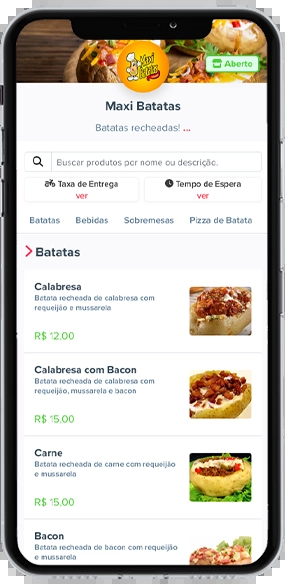 Maxi Batatas
Aberto
Maxi Batatas
Batatas recheadas! ...
Buscar produtos por nome ou descrição.
Taxa de Entrega
ver
Tempo de Espera
ver
Batatas Bebidas Sobremesas Pizza de Batata
Batatas
Calabresa
Batata recheada de calabresa com
requeijão e mussarela
R$ 12,00
Calabresa com Bacon
Batata recheada de calabresa com
requeijão, mussarela e bacon
R$ 15,00
Carne
Batata recheada de carne com requeijão
e mussarela
R$ 15,00
Bacon
Batata recheada de bacon com requeijão
e mussarela